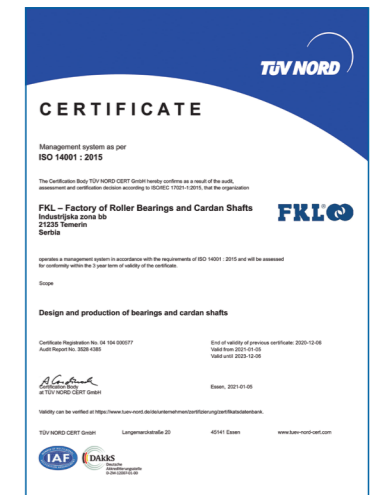 TÜV NORD
CERTIFICATE
Management system as per
ISO 14001 : 2015
The Certification Body TÜV NORD CERT GmbH hereby confirms as a result of the audit,
assessment and certification decision according to ISO/IEC 17021-1:2015, that the organization
FKL – Factory of Roller Bearings and Cardan Shafts
Industrijska zona bb
21235 Temerin
Serbia
FKL
operates a management system in accordance with the requirements of ISO 14001 : 2015 and will be assessed
for conformity within the 3 year term of validity of the certificate.
Scope
Design and production of bearings and cardan shafts
Certificate Registration No. 04 104 000577
Audit Report No. 3528 4385
End of validity of previous certificate: 2020-12-06
Valid from 2021-01-05
Valid until 2023-12-06
Certification Body
at TÜV NORD CERT GmbH
Essen, 2021-01-05
Validity can be verified at https://www.tuev-nord.de/de/unternehmen/zertifizierung/zertifikatsdatenbank.
TÜV NORD CERT GmbH Langemarckstraße 20 45141 Essen www.tuev-nord-cert.com
IAF
DAkkS
Deutsche
Akkreditierungsstelle
D-ZM-12007-01-00